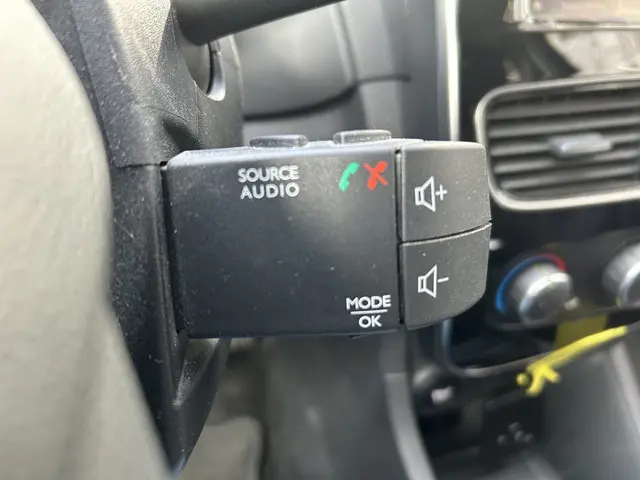 SOURCE
AUDIO
+
-
MODE
OK